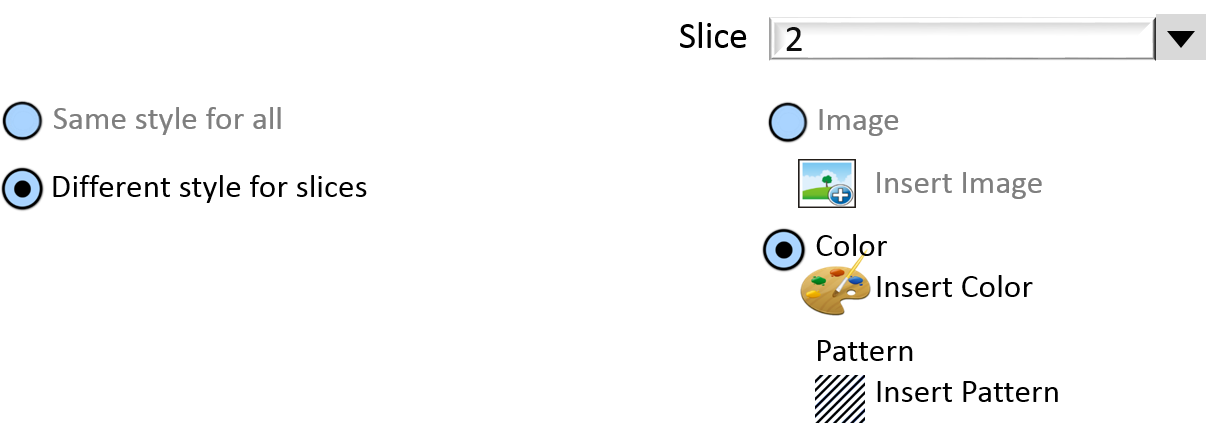 Slice 2
Same style for all
Different style for slices
Image
Insert Image
Color
Insert Color
Pattern
Insert Pattern